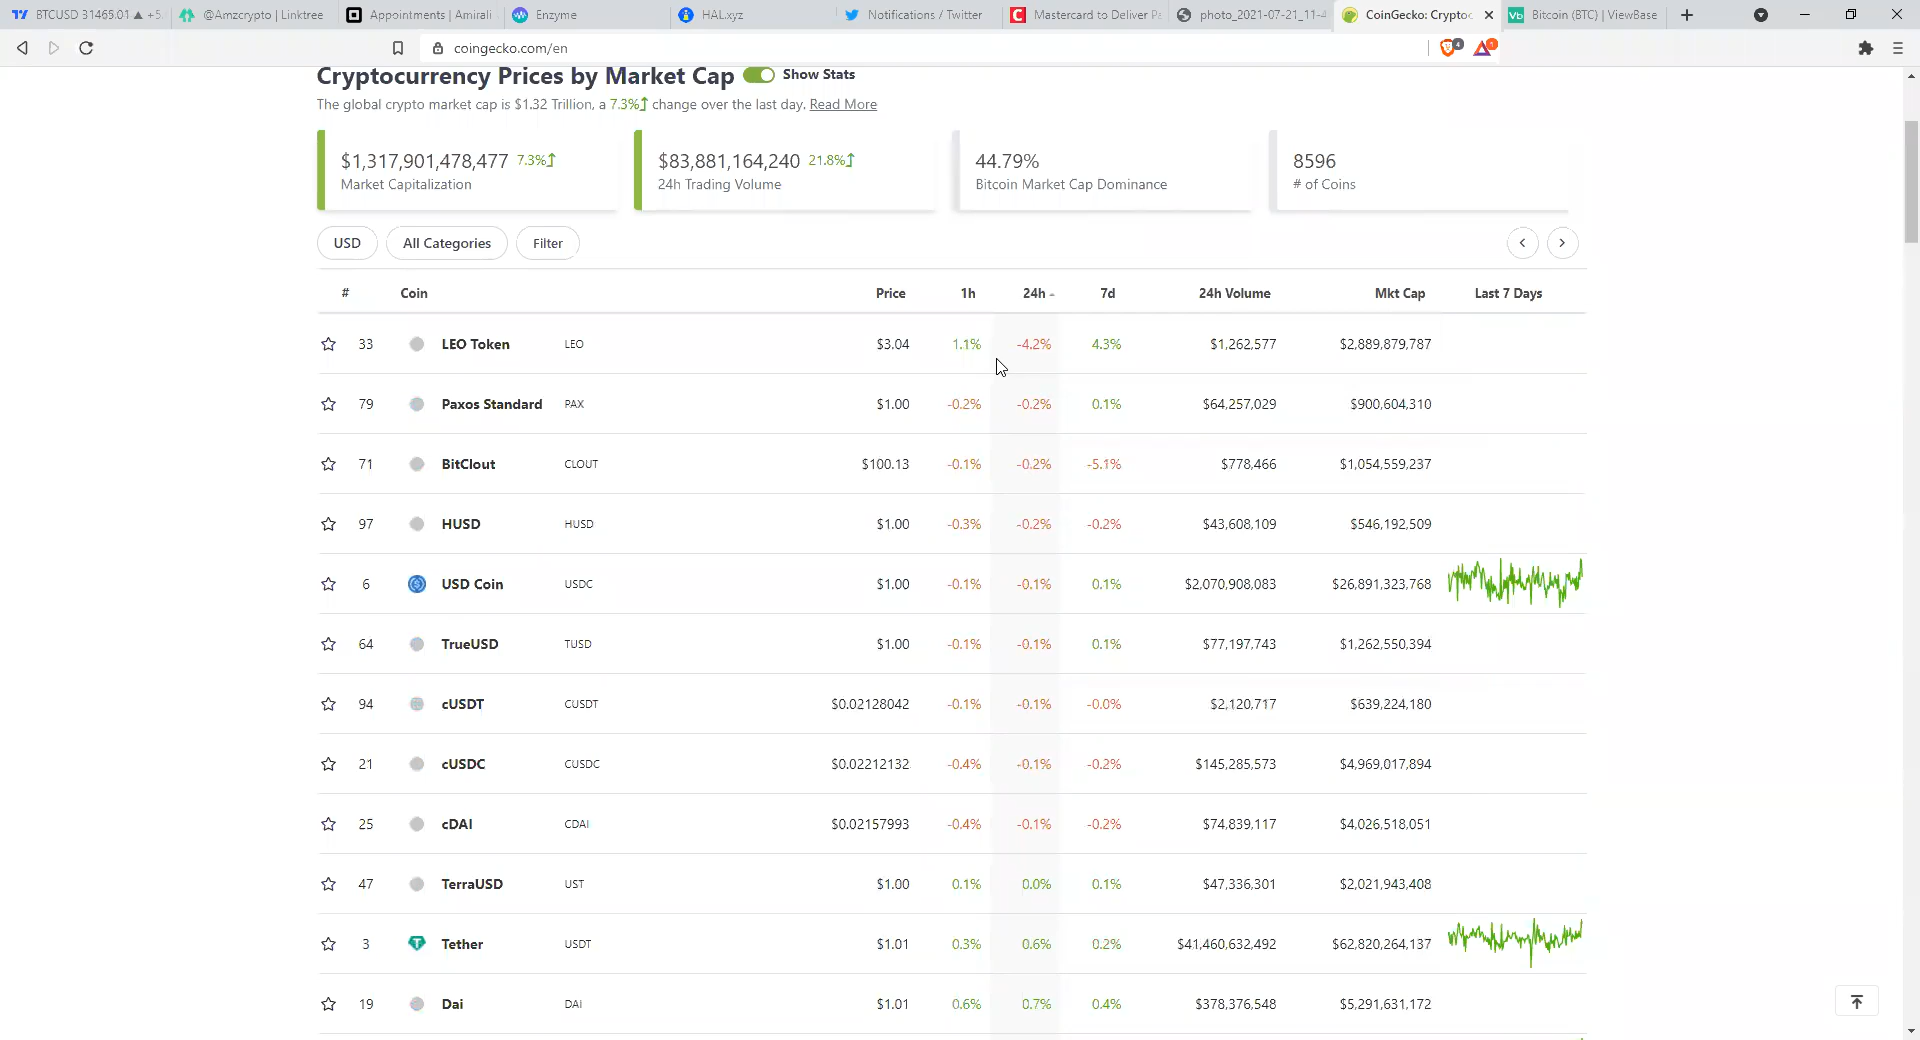 BTCUSD 31465.01 ▲ +5.
@Amzcrypto | Linktree
Appointments | Amirali
Enzyme
HAL.xyz
Notifications / Twitter
Mastercard to Deliver Pa
photo_2021-07-21_11-4
CoinGecko: Cryptoc
Vb
Bitcoin (BTC) | ViewBase
coingecko.com/en
4
1
Cryptocurrency Prices by Market Cap
Show Stats
The global crypto market cap is $1.32 Trillion, a 7.3% change over the last day. Read More
$1,317,901,478,477 7.3%
Market Capitalization
$83,881,164,240 21.8%
24h Trading Volume
44.79%
Bitcoin Market Cap Dominance
8596
# of Coins
USD
All Categories
Filter
# Coin Price 1h 24h 7d 24h Volume Mkt Cap Last 7 Days
33 LEO Token LEO $3.04 1.1% -4.2% 4.3% $1,262,577 $2,889,879,787
79 Paxos Standard PAX $1.00 -0.2% -0.2% 0.1% $64,257,029 $900,604,310
71 BitClout CLOUT $100.13 -0.1% -0.2% -5.1% $778,466 $1,054,559,237
97 HUSD HUSD $1.00 -0.3% -0.2% -0.2% $43,608,109 $546,192,509
6 USD Coin USDC $1.00 -0.1% -0.1% 0.1% $2,070,908,083 $26,891,323,768
64 TrueUSD TUSD $1.00 -0.1% -0.1% 0.1% $77,197,743 $1,262,550,394
94 cUSDT CUSDT $0.02128042 -0.1% -0.1% -0.0% $2,120,717 $639,224,180
21 cUSDC CUSDC $0.02212132 -0.4% -0.1% -0.2% $145,285,573 $4,969,017,894
25 cDAI CDAI $0.02157993 -0.4% -0.1% -0.2% $74,839,117 $4,026,518,051
47 TerraUSD UST $1.00 0.1% 0.0% 0.1% $47,336,301 $2,021,943,408
3 Tether USDT $1.01 0.3% 0.6% 0.2% $41,460,632,492 $62,820,264,137
19 Dai DAI $1.01 0.6% 0.7% 0.4% $378,376,548 $5,291,631,172